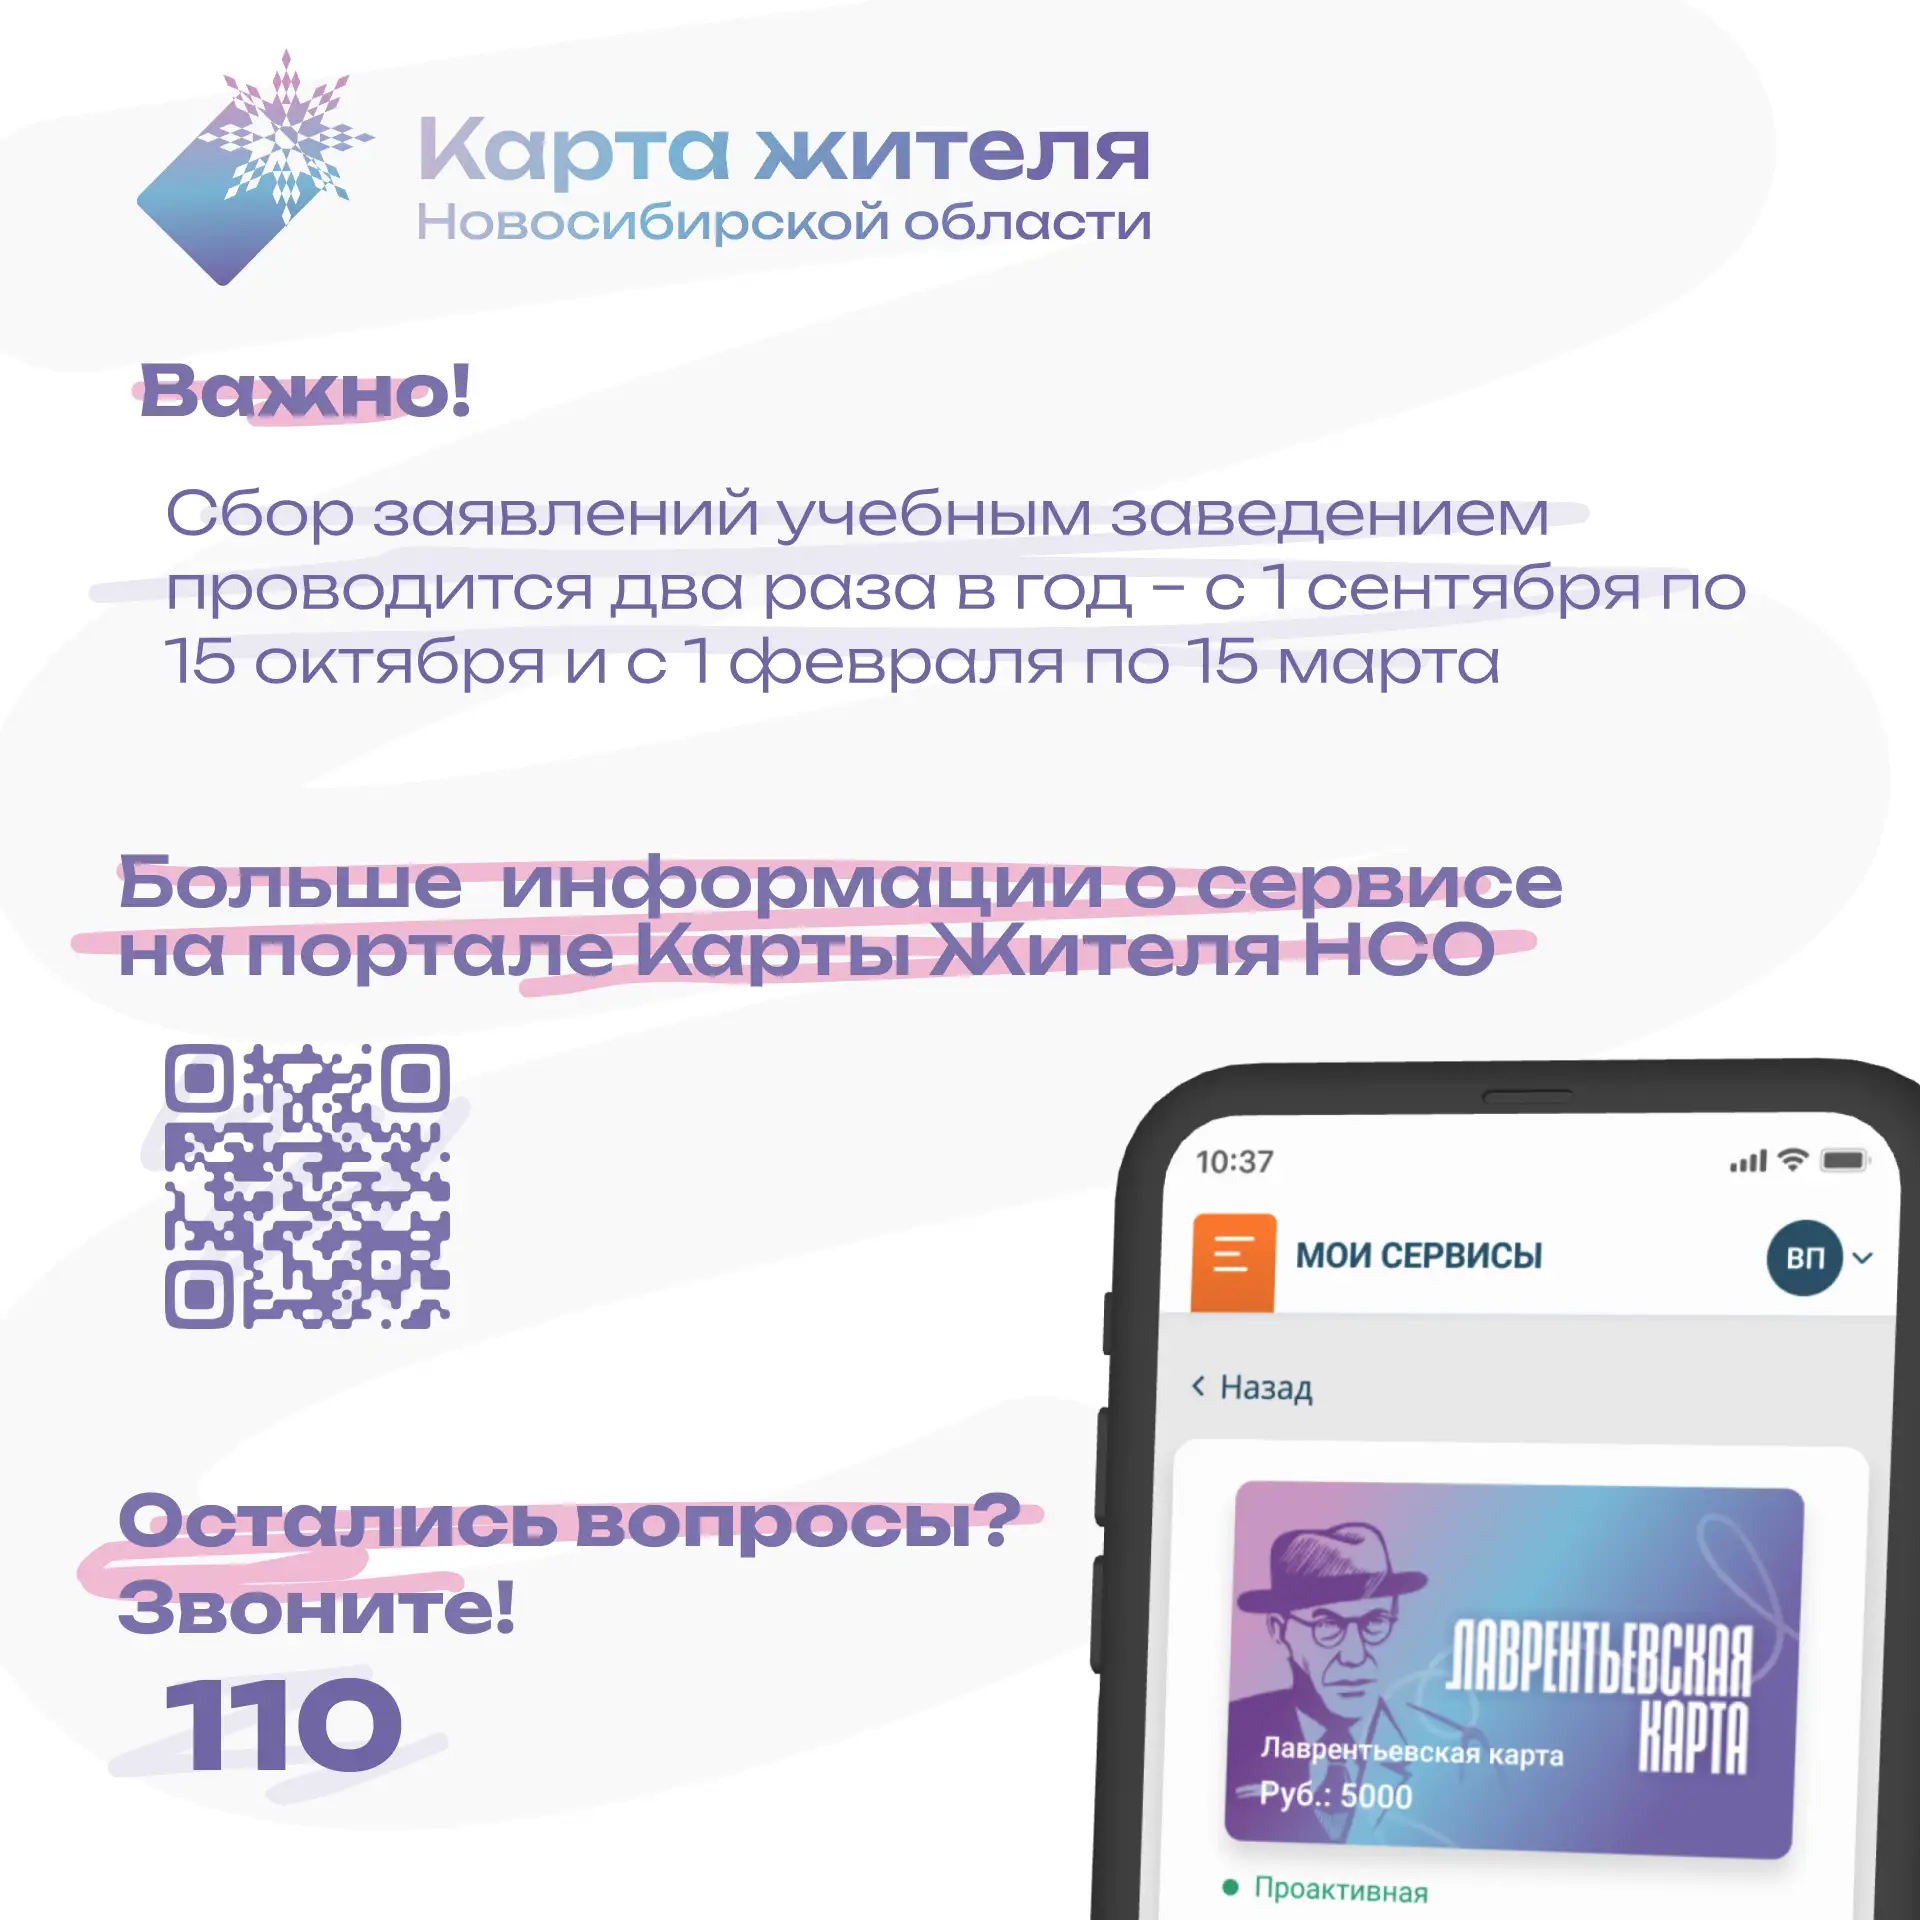 Карта жителя
Новосибирской области
Важно!
Сбор заявлений учебным заведением
проводится два раза в год – с 1 сентября по
15 октября и с 1 февраля по 15 марта
Больше информации о сервисе
на портале Карты Жителя НСО
Остались вопросы?
Звоните!
110
10:37
МОИ СЕРВИСЫ
ВП
Назад
ЛАВРЕНТЬЕВСКАЯ
КАРТА
Лаврентьевская карта
Руб.: 5000
Проактивная